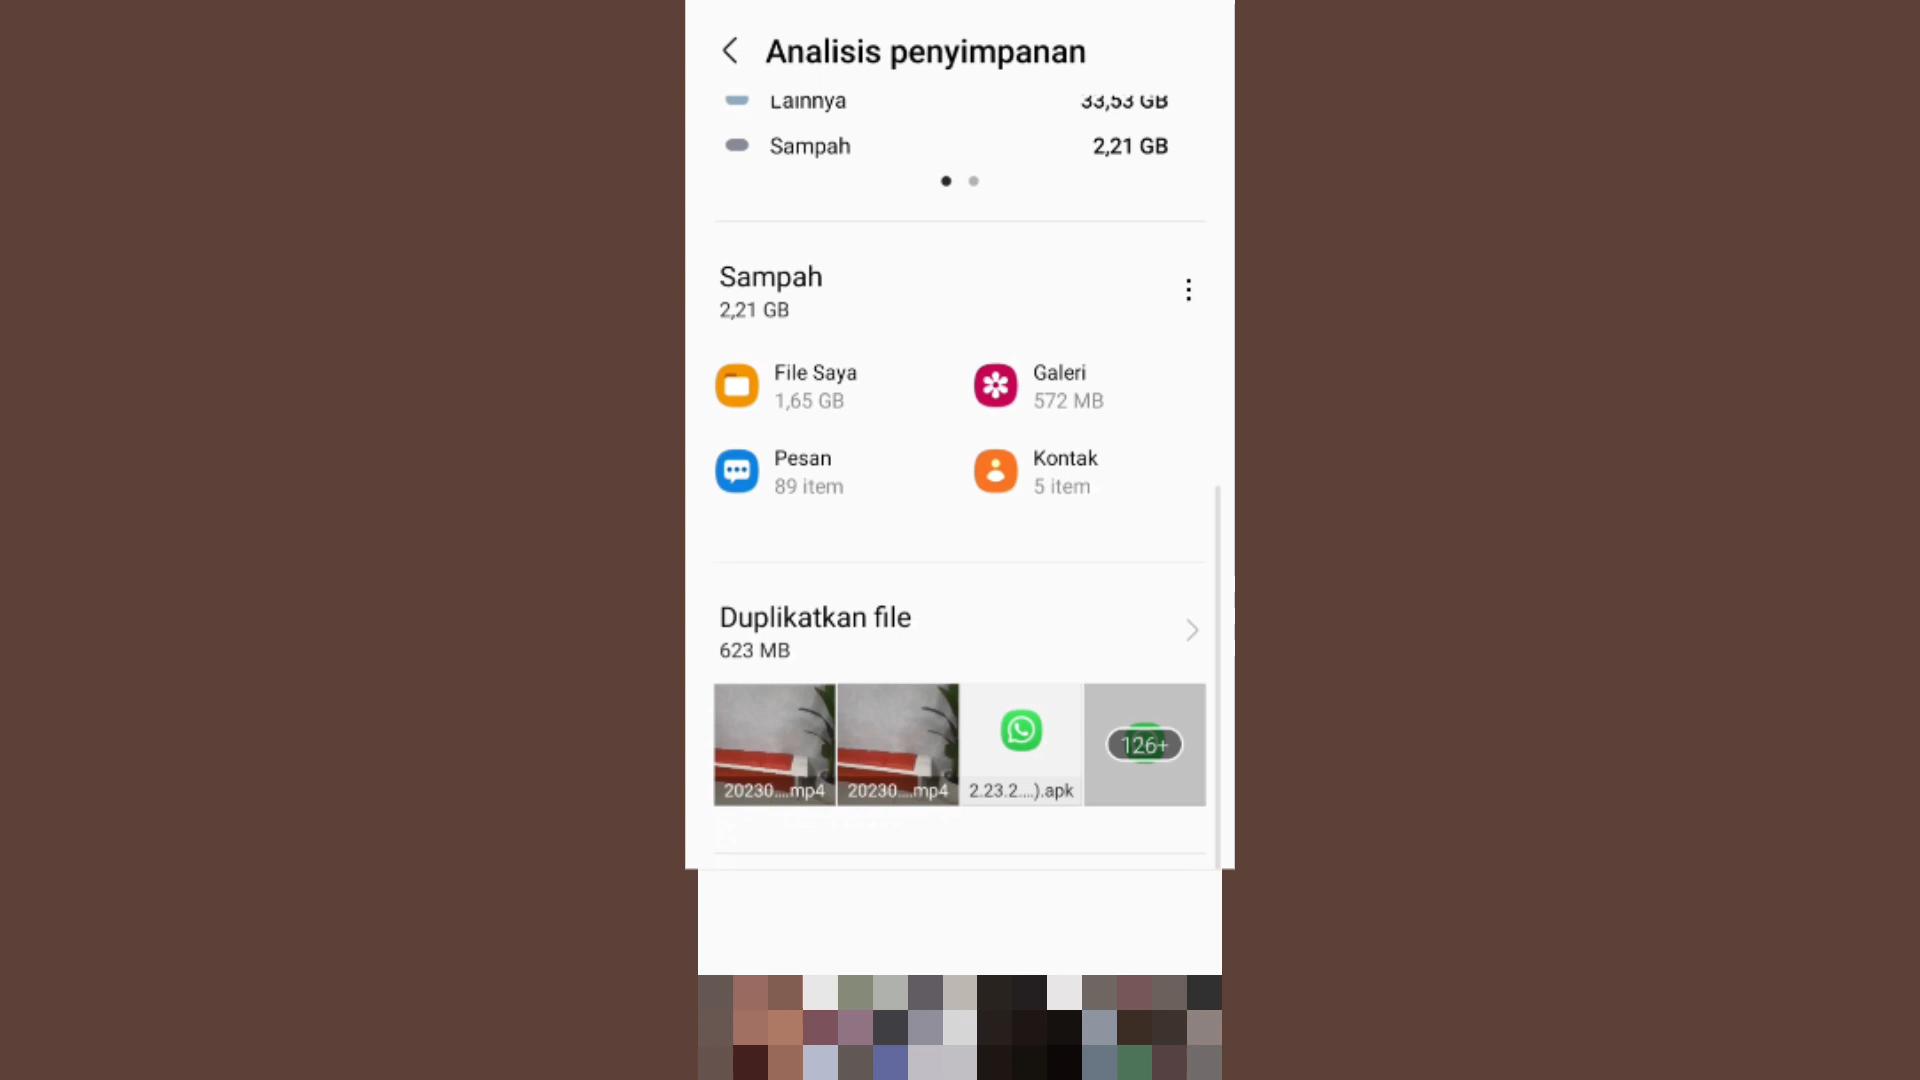 Analisis penyimpanan
Lainnya 33,53 GB
Sampah 2,21 GB
Sampah
2,21 GB
File Saya
1,65 GB
Galeri
572 MB
Pesan
89 item
Kontak
5 item
Duplikatkan file
623 MB
20230....mp4
20230....mp4
2.23.2....).apk
126+